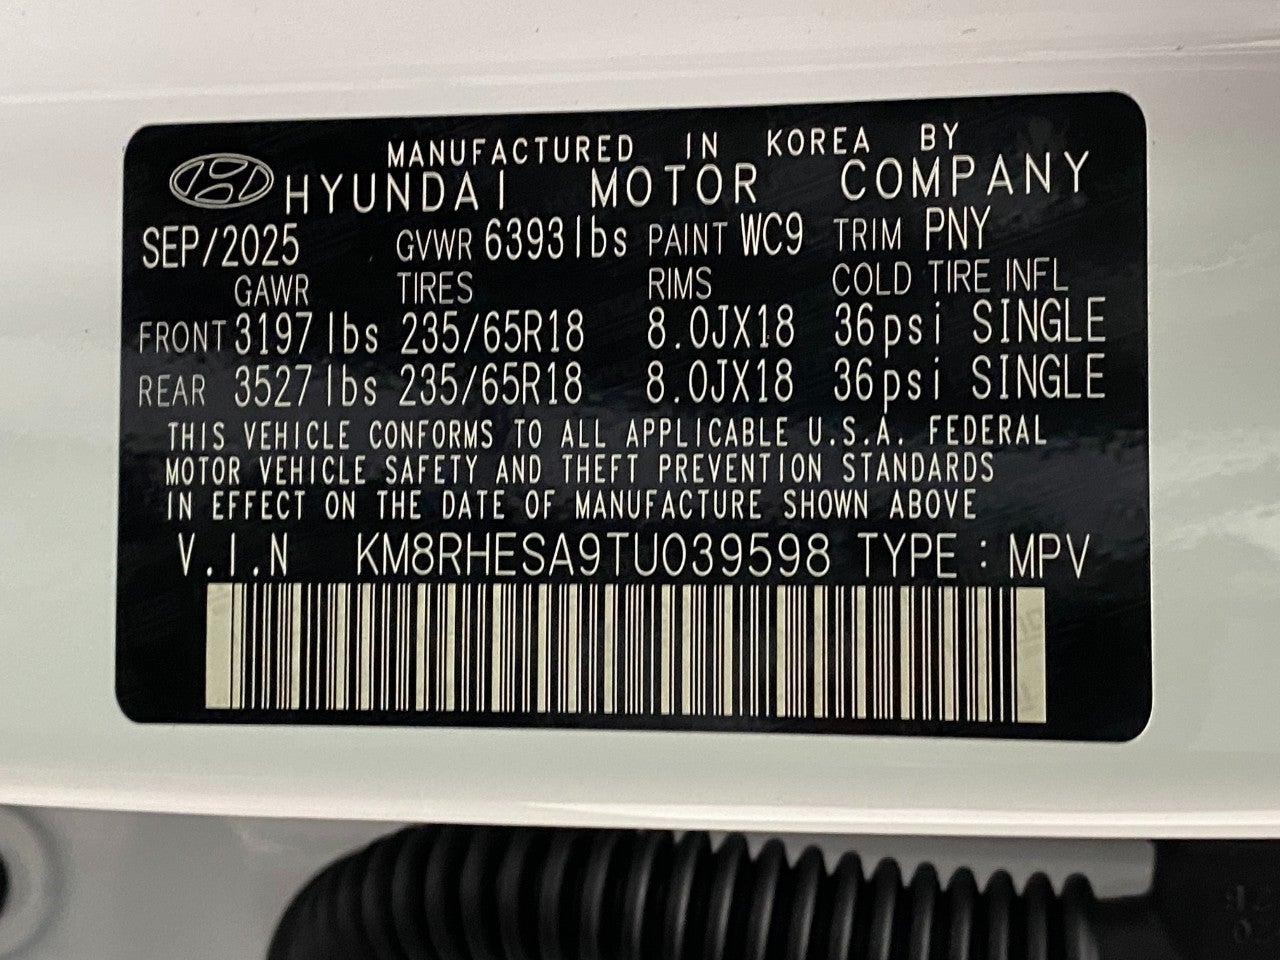 MANUFACTURED IN KOREA BY
HYUNDAI MOTOR COMPANY
SEP/2025 GVWR 6393lbs PAINT WC9 TRIM PNY
GAWR TIRES RIMS COLD TIRE INFL
FRONT 3197lbs 235/65R18 8.0JX18 36psi SINGLE
REAR 3527lbs 235/65R18 8.0JX18 36psi SINGLE
THIS VEHICLE CONFORMS TO ALL APPLICABLE U.S.A. FEDERAL
MOTOR VEHICLE SAFETY AND THEFT PREVENTION STANDARDS
IN EFFECT ON THE DATE OF MANUFACTURE SHOWN ABOVE
V.I.N KM8RHESA9TU039598 TYPE : MPV